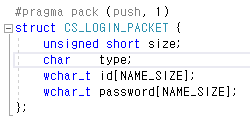 #pragma pack (push, 1)
struct CS_LOGIN_PACKET {
    unsigned short size;
    char    type;
    wchar_t id[NAME_SIZE];
    wchar_t password[NAME_SIZE];
};